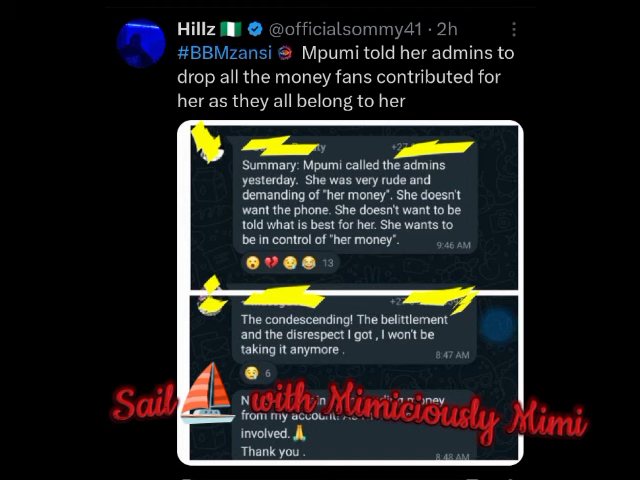 Hillz @officialsommy41 · 2h
#BBMzansi Mpumi told her admins to
drop all the money fans contributed for
her as they all belong to her
Summary: Mpumi called the admins
yesterday. She was very rude and
demanding of "her money". She doesn't
want the phone. She doesn't want to be
told what is best for her. She wants to
be in control of "her money".
9:46 AM
13
The condescending! The belittlement
and the disrespect I got , I won't be
taking it anymore .
8:47 AM
6
Sail with Mimiciously Mimi
money
from my account!
involved.
Thank you .
8:48 AM